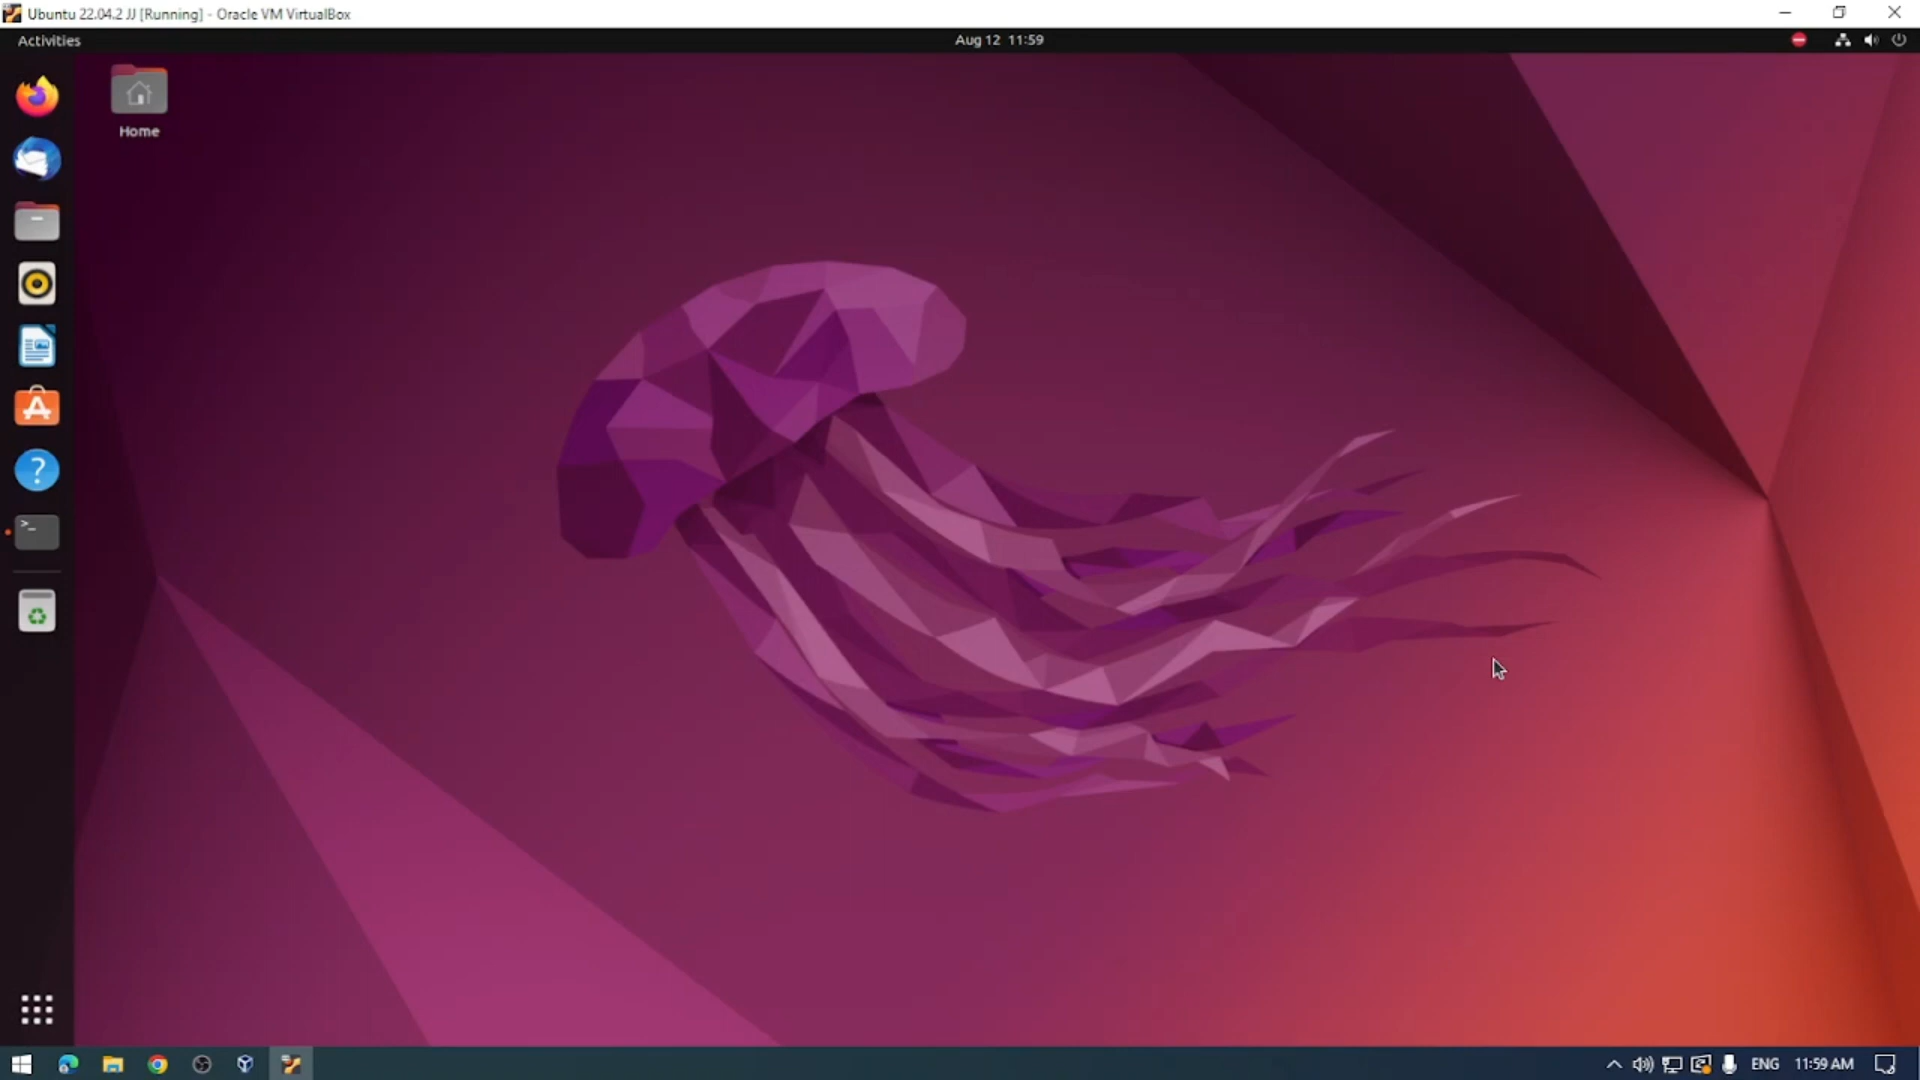 Ubuntu 22.04.2 JJ [Running] - Oracle VM VirtualBox
Activities
Aug 12 11:59
Home
ENG
11:59 AM